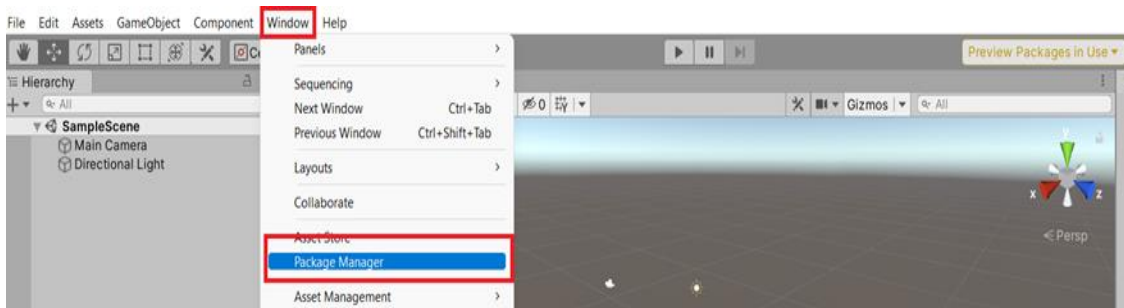 File Edit Assets GameObject Component Window Help
Preview Packages in Use
Hierarchy
All
SampleScene
Main Camera
Directional Light
Panels
Sequencing
Next Window Ctrl+Tab
Previous Window Ctrl+Shift+Tab
Layouts
Collaborate
Asset Store
Package Manager
Asset Management
0
Gizmos
All
y
x
z
Persp